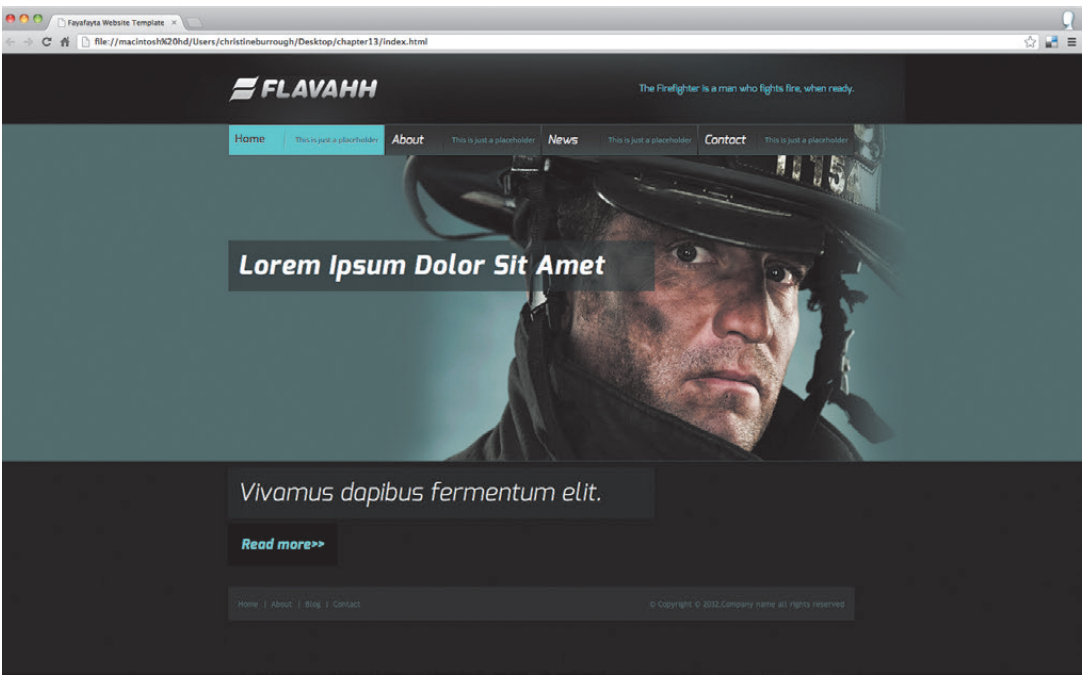 Fayafayta Website Template
file://macintosh%20hd/Users/christineburrough/Desktop/chapter13/index.html
FLAVAHH
The Firefighter is a man who fights fire, when ready.
Home This is just a placeholder About This is just a placeholder News This is just a placeholder Contact This is just a placeholder
115
Lorem Ipsum Dolor Sit Amet
Vivamus dapibus fermentum elit.
Read more>>
Home | About | Blog | Contact © Copyright © 2032.Company name all rights reserved